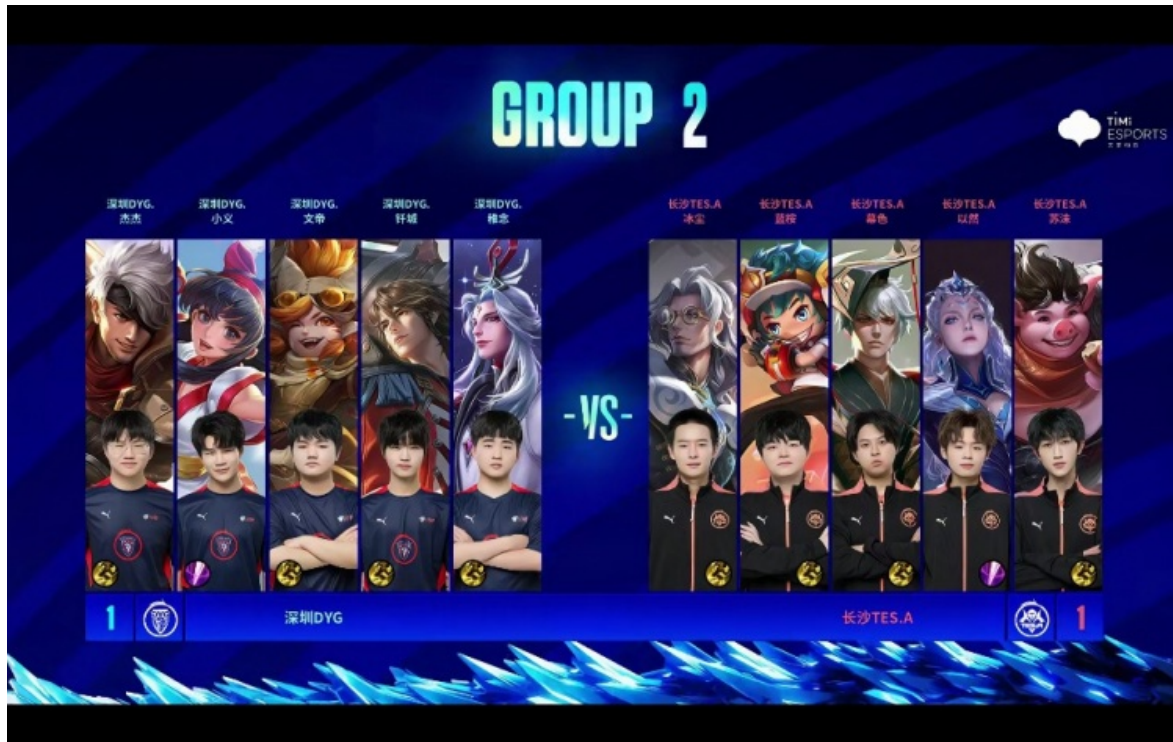 GROUP 2
TiMi
ESPORTS
深圳DYG.
杰杰
深圳DYG.
小义
深圳DYG.
文帝
深圳DYG.
钎城
深圳DYG.
稚念
长沙TES.A
冰尘
长沙TES.A
蓝桉
长沙TES.A
暮色
长沙TES.A
以然
长沙TES.A
苏沫
-VS-
1
深圳DYG
长沙TES.A
1